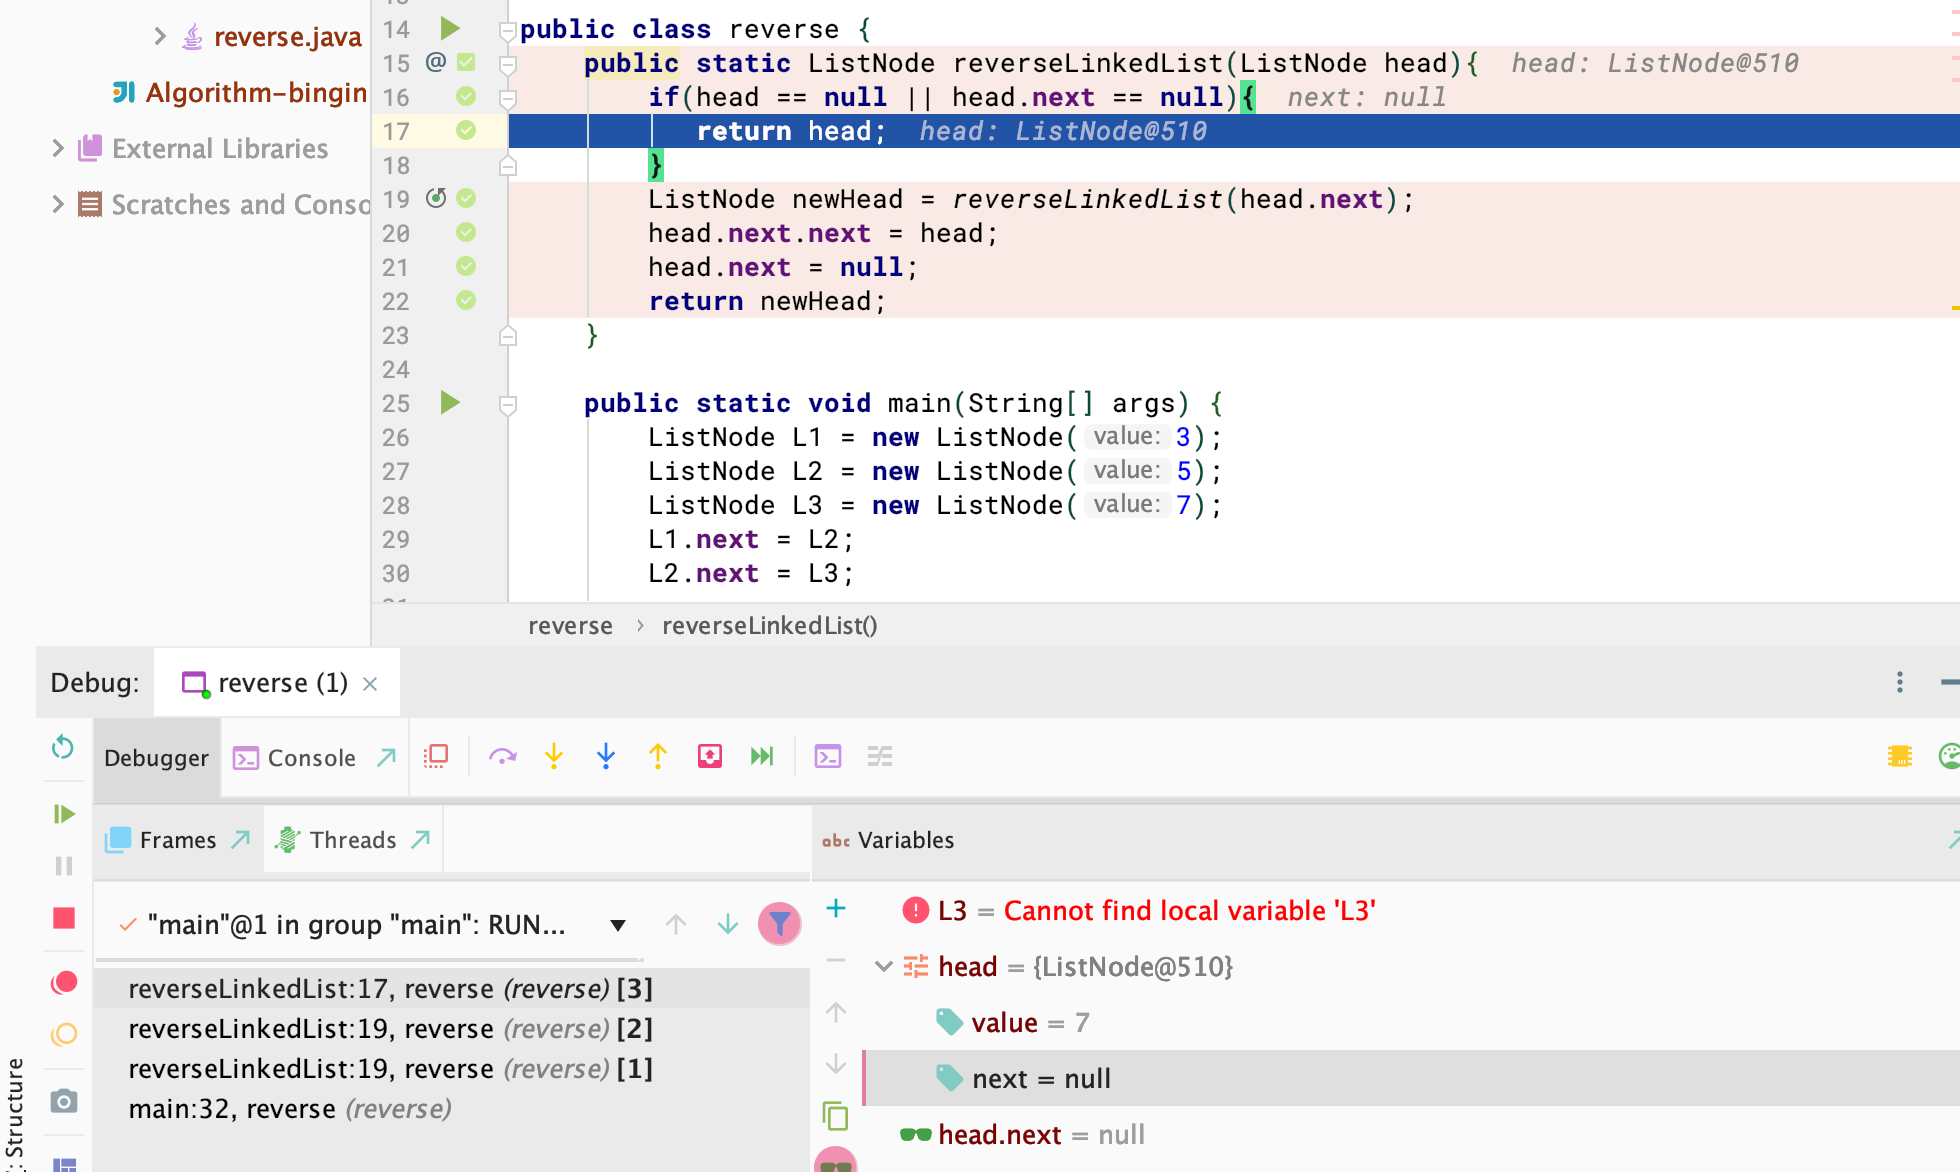 reverse.java
Algorithm-bingin
External Libraries
Scratches and Conso
14 public class reverse {
15 @ public static ListNode reverseLinkedList(ListNode head){ head: ListNode@510
16 if(head == null || head.next == null){ next: null
17 return head; head: ListNode@510
18 }
19 ListNode newHead = reverseLinkedList(head.next);
20 head.next.next = head;
21 head.next = null;
22 return newHead;
23 }
24
25 public static void main(String[] args) {
26 ListNode L1 = new ListNode( value: 3);
27 ListNode L2 = new ListNode( value: 5);
28 ListNode L3 = new ListNode( value: 7);
29 L1.next = L2;
30 L2.next = L3;
reverse › reverseLinkedList()
Debug: reverse (1) ×
Debugger Console
Frames Threads
abc Variables
"main"@1 in group "main": RUN...
reverseLinkedList:17, reverse (reverse) [3]
reverseLinkedList:19, reverse (reverse) [2]
reverseLinkedList:19, reverse (reverse) [1]
main:32, reverse (reverse)
L3 = Cannot find local variable 'L3'
head = {ListNode@510}
value = 7
next = null
head.next = null
Structure